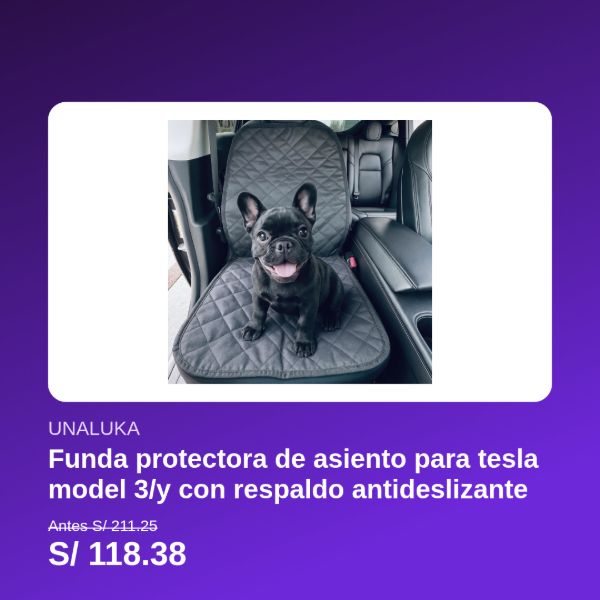 UNALUKA
Funda protectora de asiento para tesla
model 3/y con respaldo antideslizante
Antes S/ 211.25
S/ 118.38